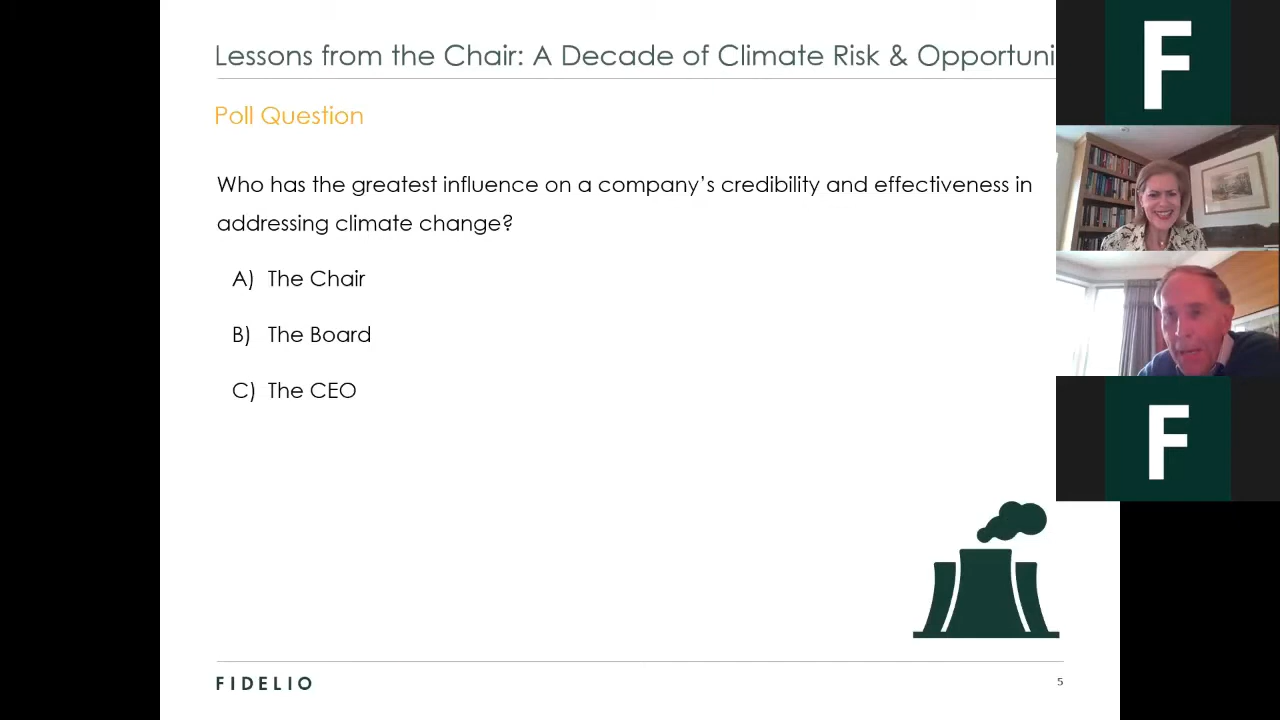 Lessons from the Chair: A Decade of Climate Risk & Opportuni
Poll Question
Who has the greatest influence on a company’s credibility and effectiveness in
addressing climate change?
A) The Chair
B) The Board
C) The CEO
FIDELIO
5
F
F